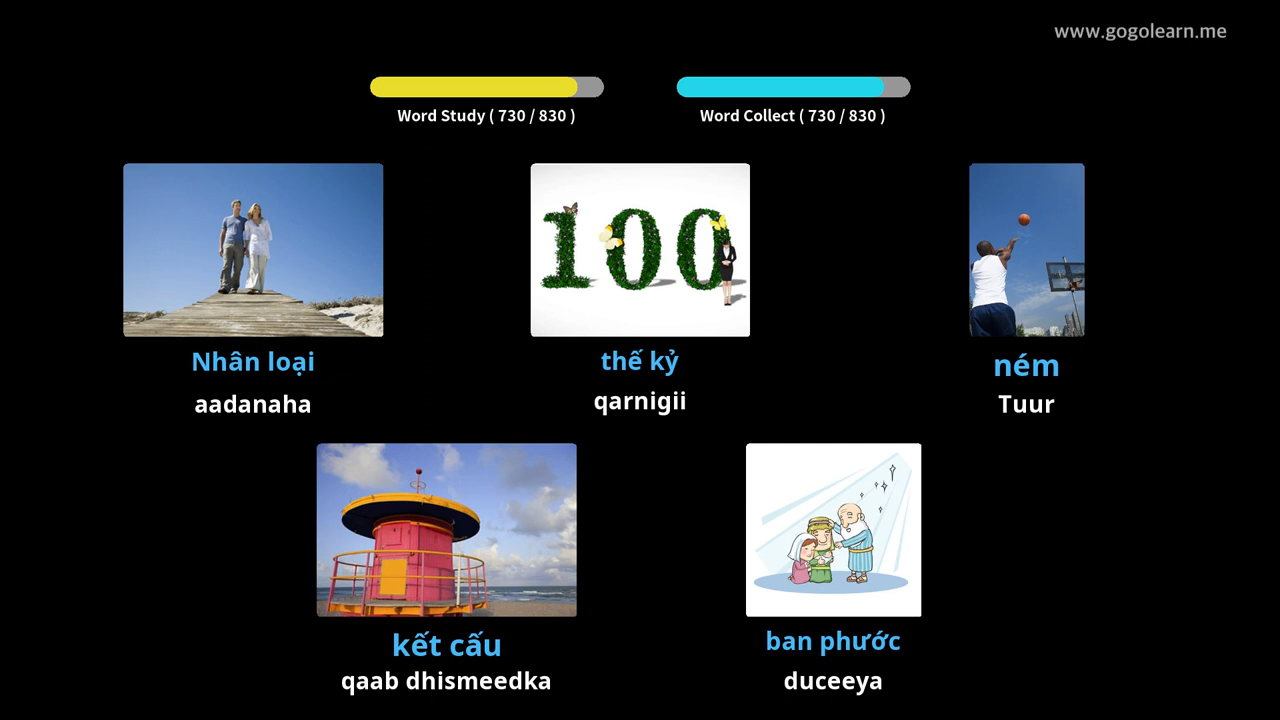 www.gogolearn.me
Word Study ( 730 / 830 )
Word Collect ( 730 / 830 )
Nhân loại
aadanaha
thế kỷ
qarnigii
ném
Tuur
kết cấu
qaab dhismeedka
ban phước
duceeya